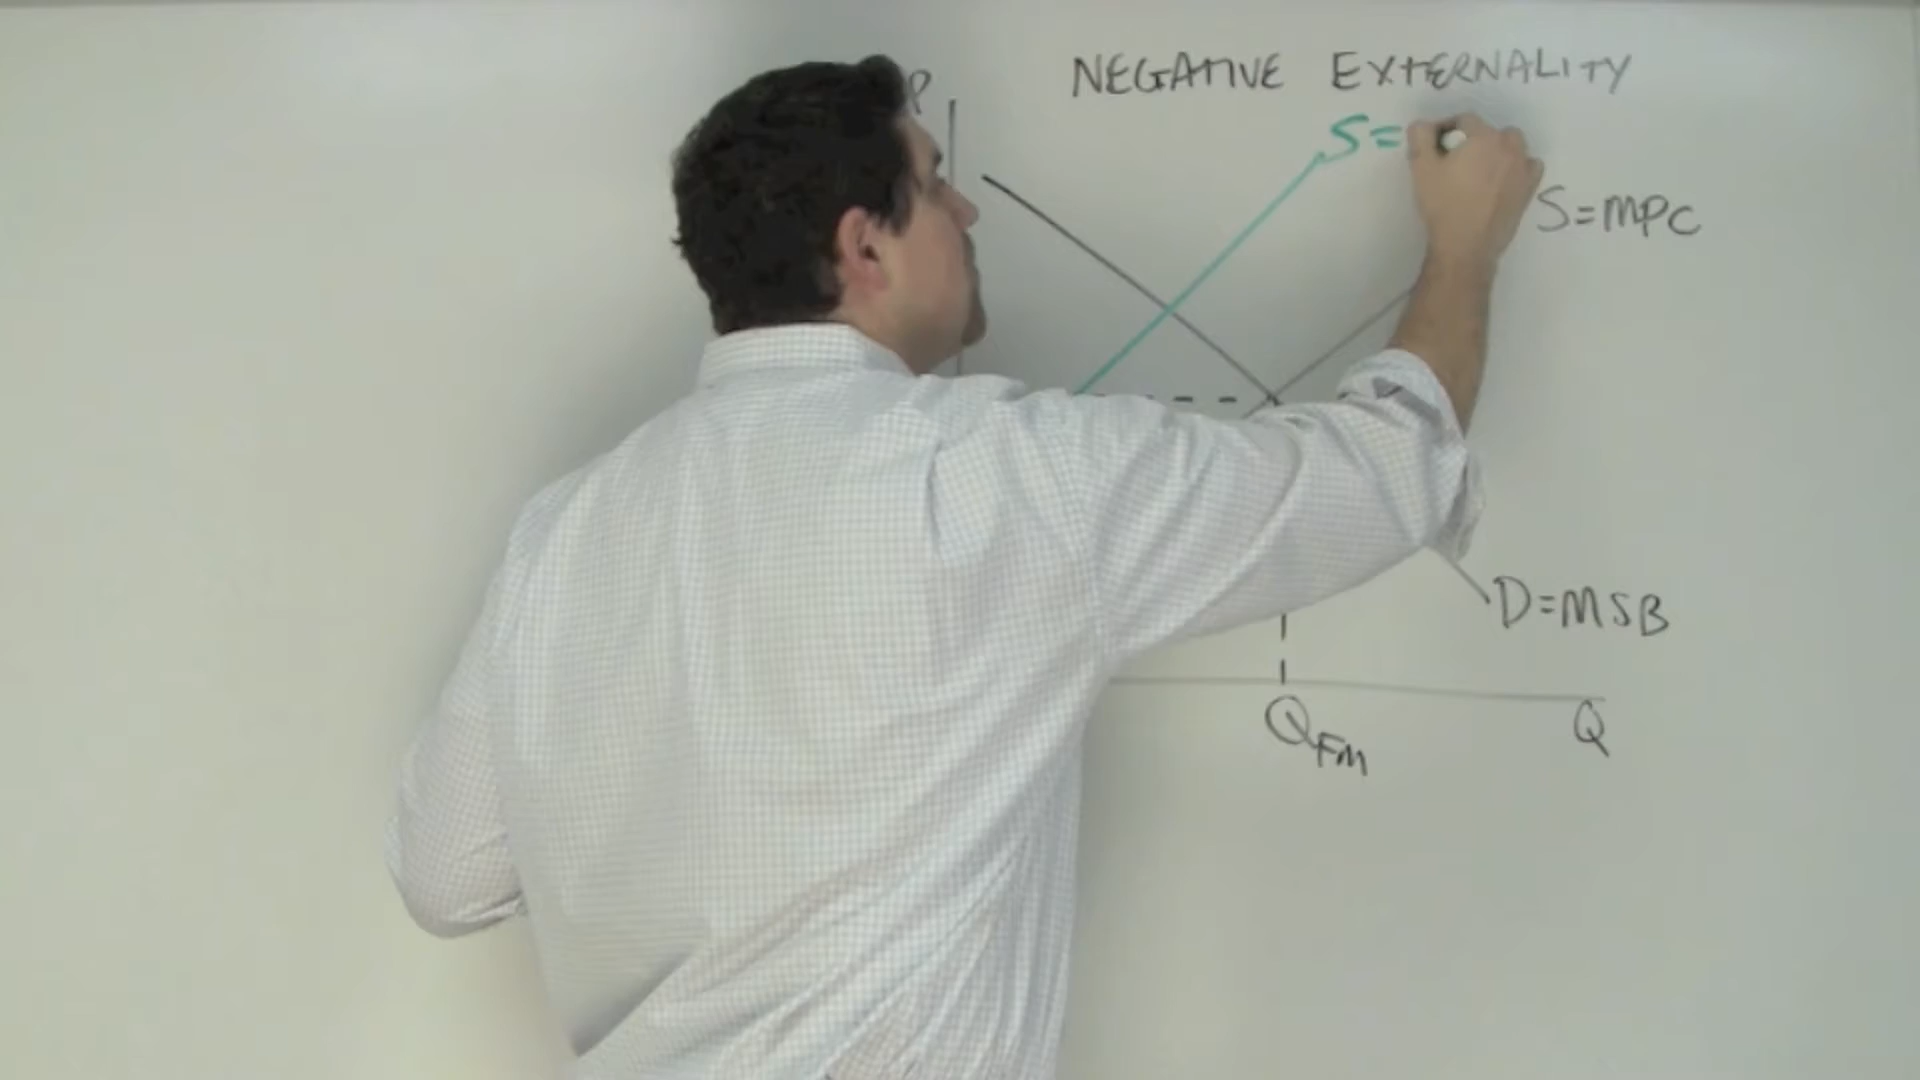 P
NEGATIVE EXTERNALITY
S=
S=MPC
D=MSB
QFM
Q